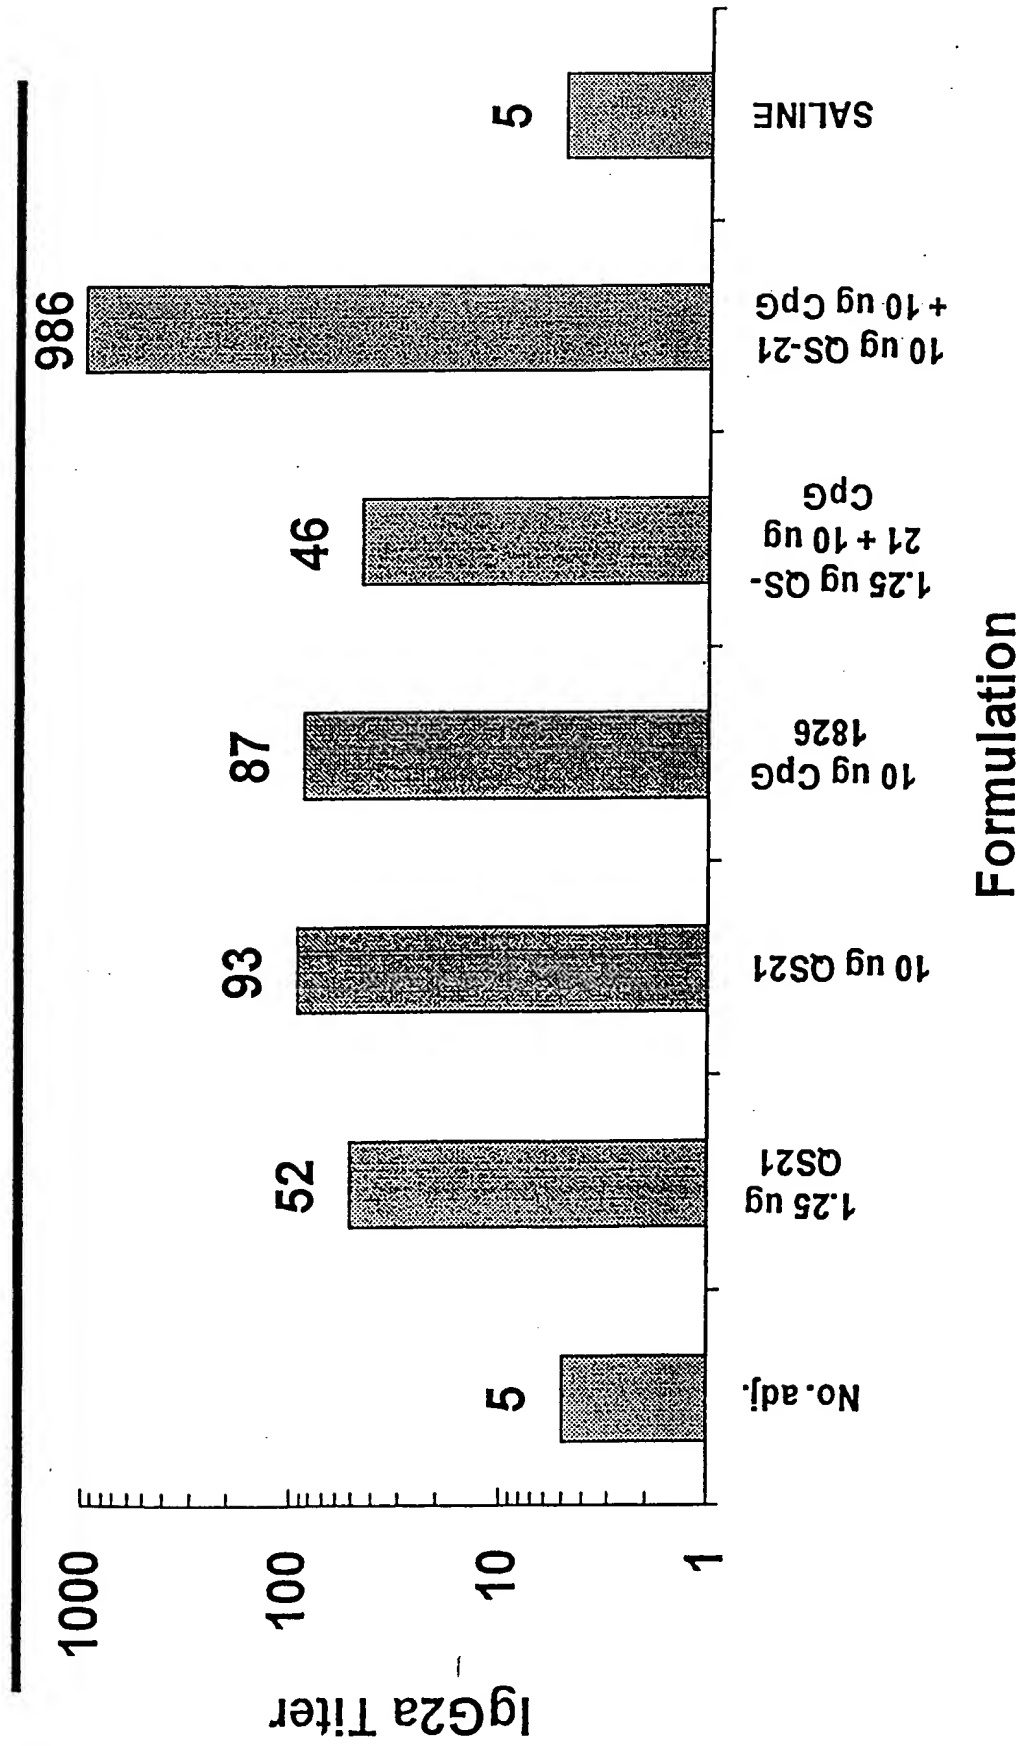 986
93
87
52
46
5
5
1000
100
10
1
IgG2a Titer
No. adj.
1.25 ug
QS21
10 ug QS21
10 ug CpG
1826
1.25 ug QS-
21 + 10 ug
CpG
10 ug QS-21
+ 10 ug CpG
SALINE
Formulation